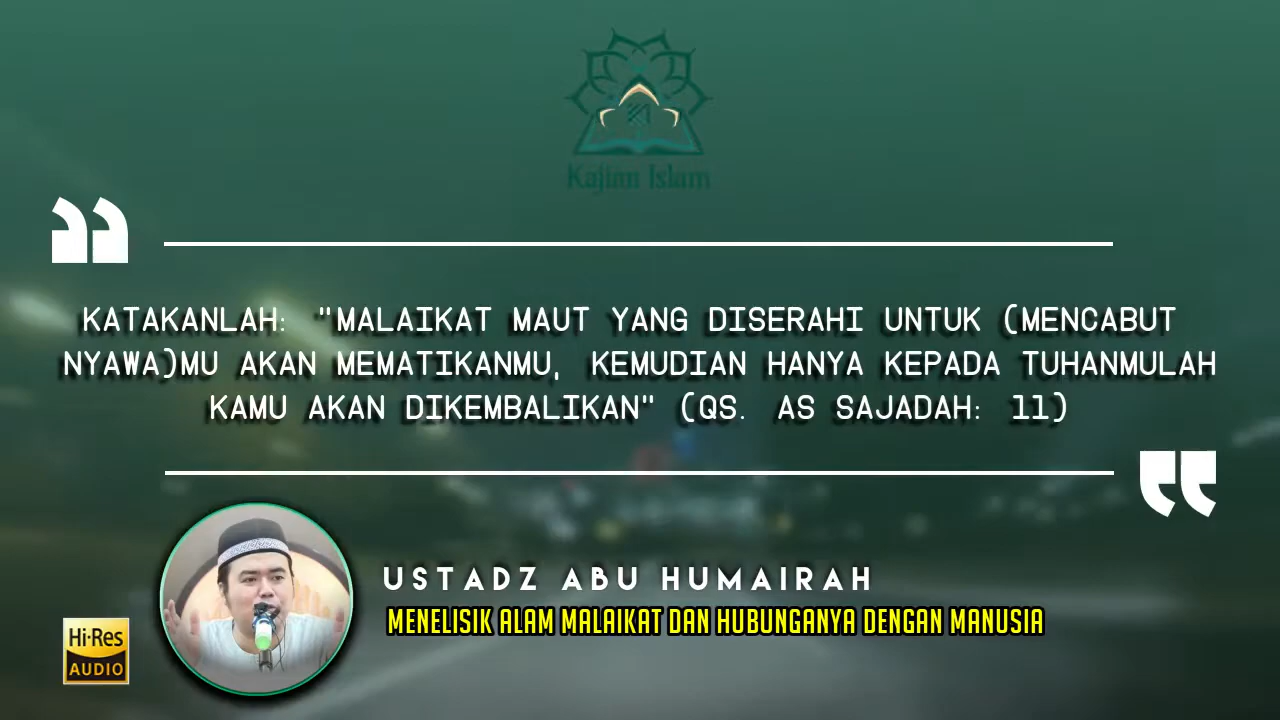 Kajian Islam
KATAKANLAH: "MALAIKAT MAUT YANG DISERAHI UNTUK (MENCABUT
NYAWA)MU AKAN MEMATIKANMU, KEMUDIAN HANYA KEPADA TUHANMULAH
KAMU AKAN DIKEMBALIKAN" (QS. AS SAJADAH: 11)
USTADZ ABU HUMAIRAH
MENELISIK ALAM MALAIKAT DAN HUBUNGANYA DENGAN MANUSIA
Hi-Res
AUDIO